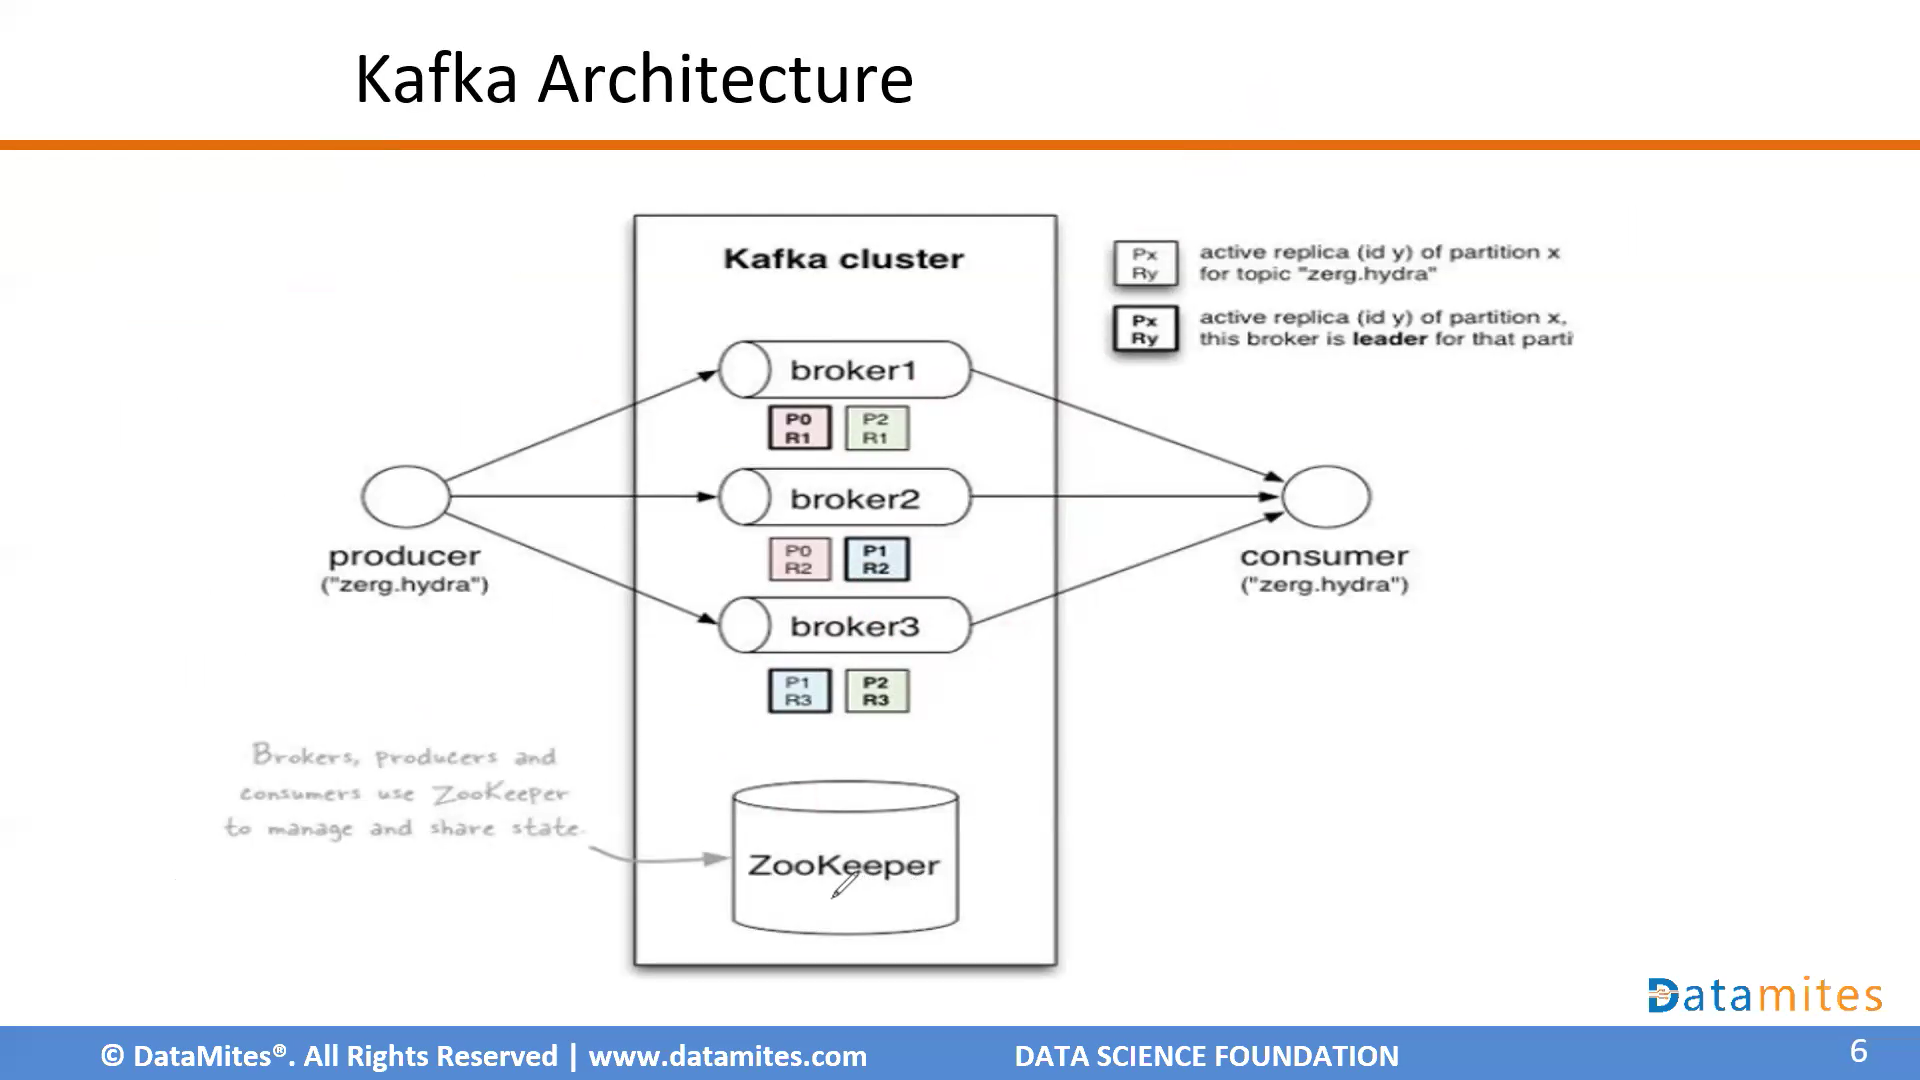 Kafka Architecture
Kafka cluster
Px
Ry
active replica (id y) of partition x
for topic "zerg.hydra"
Px
Ry
active replica (id y) of partition x,
this broker is leader for that parti
broker1
P0
R1
P2
R1
broker2
P0
R2
P1
R2
broker3
P1
R3
P2
R3
producer
("zerg.hydra")
consumer
("zerg.hydra")
Brokers, producers and
consumers use ZooKeeper
to manage and share state.
ZooKeeper
Datamites
© DataMites®. All Rights Reserved | www.datamites.com
DATA SCIENCE FOUNDATION
6